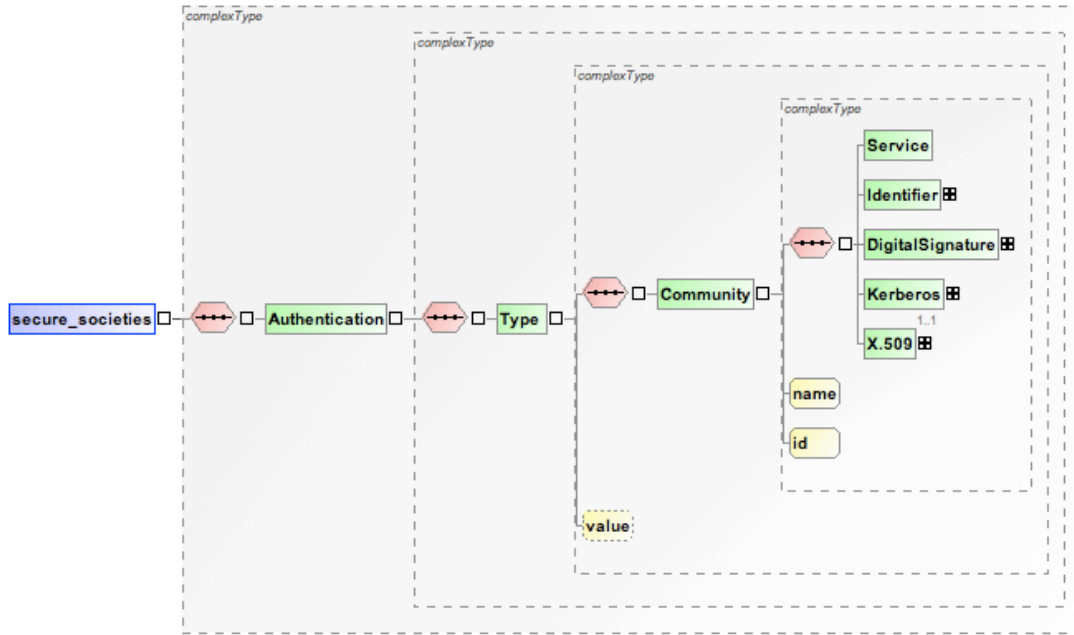 complexType
complexType
complexType
complexType
Service
Identifier
DigitalSignature
Kerberos
1..1
X.509
secure_societies
Authentication
Type
Community
name
id
value